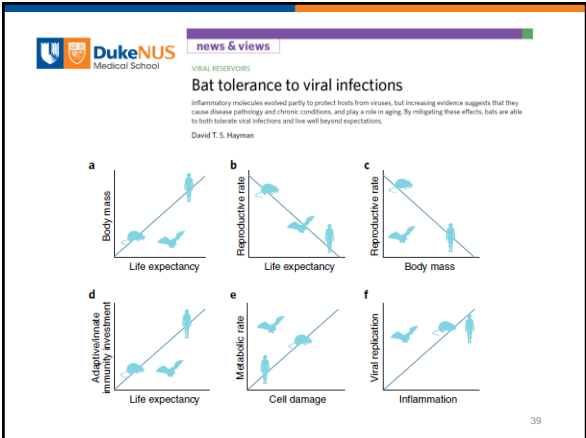 DukeNUS
Medical School
news & views
VIRAL RESERVOIRS
Bat tolerance to viral infections
Inflammatory molecules evolved partly to protect hosts from viruses, but increasing evidence suggests that they
cause disease pathology and chronic conditions, and play a role in aging. By mitigating these effects, bats are able
to both tolerate viral infections and live well beyond expectations.
David T. S. Hayman
a
Body mass
Life expectancy
b
Reproductive rate
Life expectancy
c
Reproductive rate
Body mass
d
Adaptive/innate
immunity investment
Life expectancy
e
Metabolic rate
Cell damage
f
Viral replication
Inflammation
39